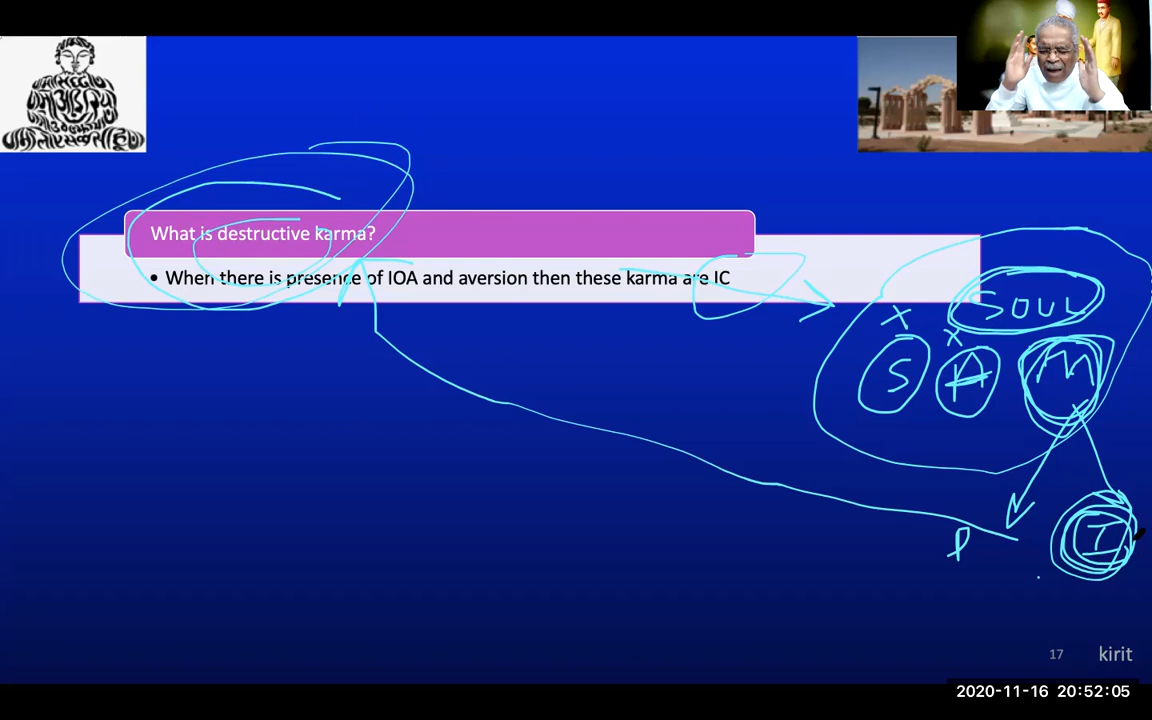 What is destructive karma?
• When there is presence of IOA and aversion then these karma are IC
SOUL
X X
S A M
P I
17 kirit
2020-11-16 20:52:05